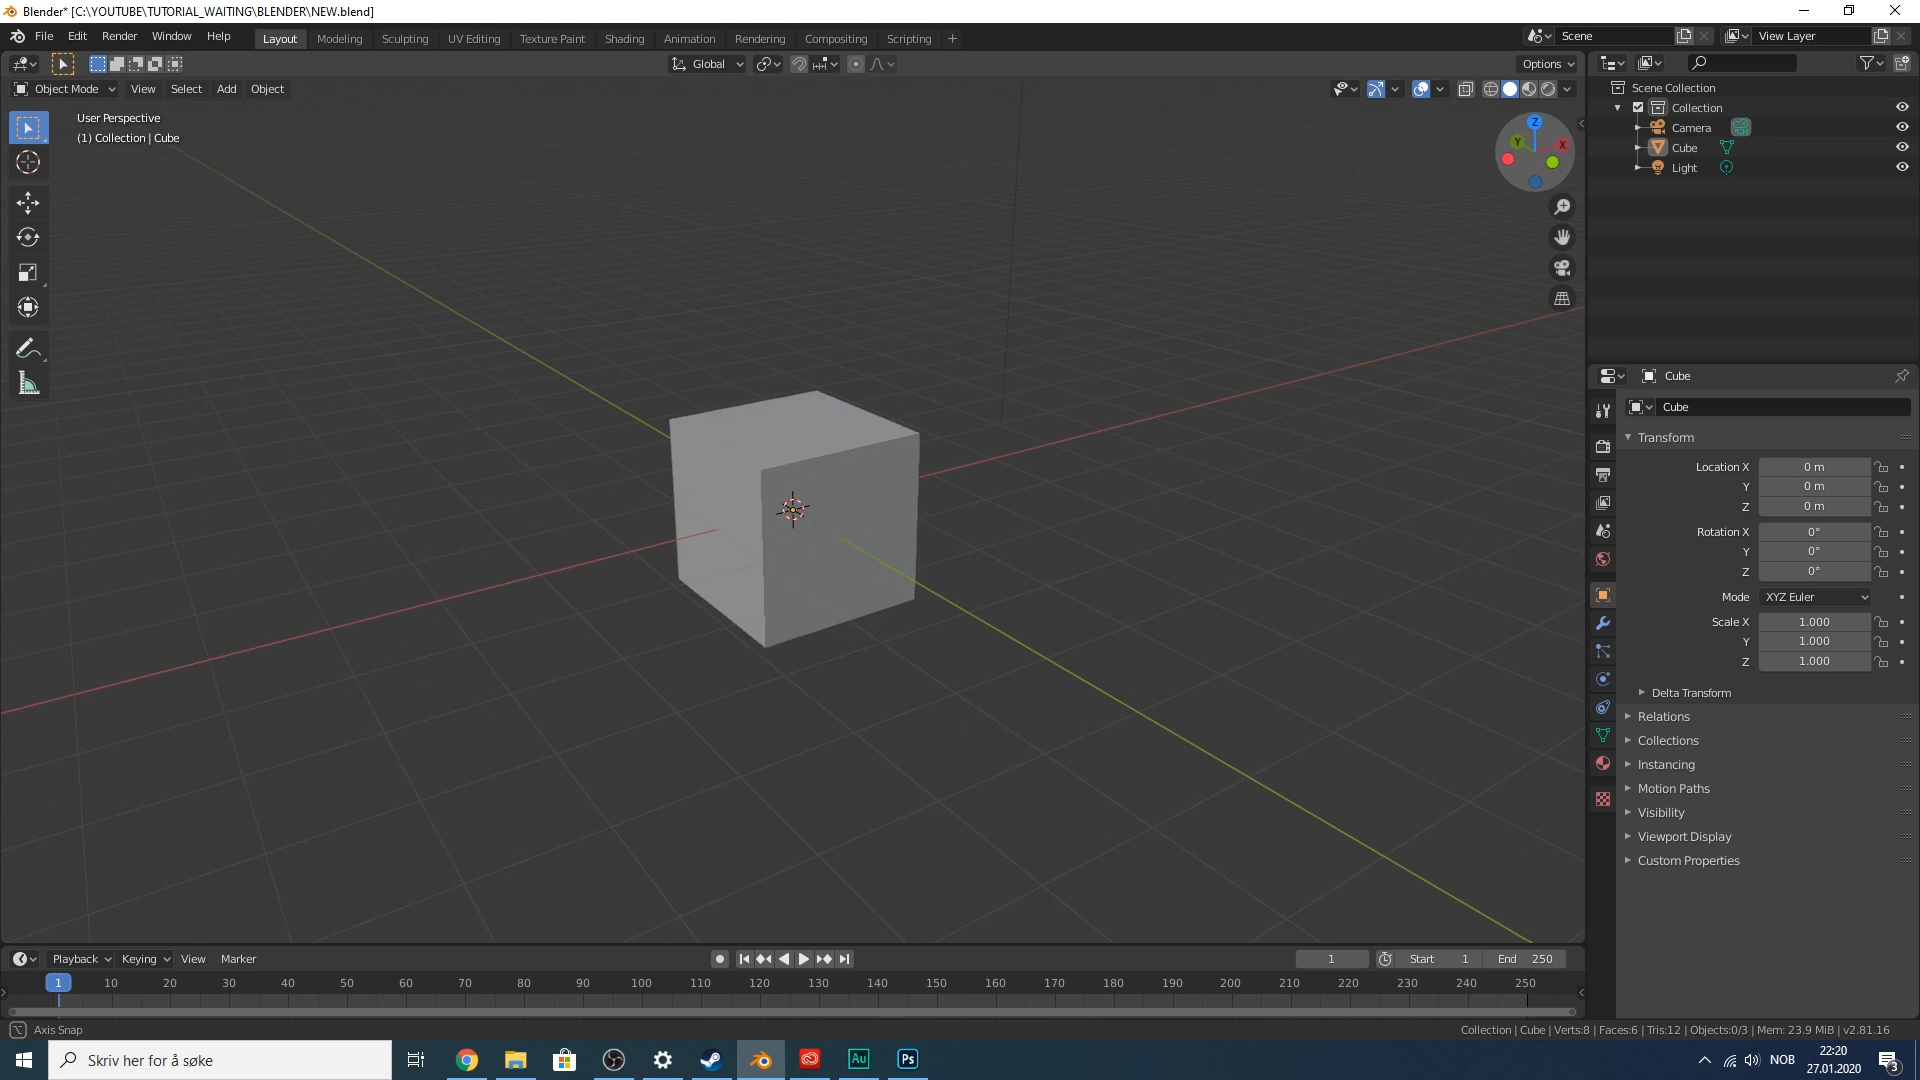 Blender* [C:\YOUTUBE\TUTORIAL_WAITING\BLENDER\NEW.blend]
File Edit Render Window Help Layout Modeling Sculpting UV Editing Texture Paint Shading Animation Rendering Compositing Scripting + Scene View Layer
Global Options
Object Mode View Select Add Object
User Perspective
(1) Collection | Cube
Z
Y
X
Scene Collection
Collection
Camera
Cube
Light
Cube
Cube
Transform
Location X 0 m
Y 0 m
Z 0 m
Rotation X 0°
Y 0°
Z 0°
Mode XYZ Euler
Scale X 1.000
Y 1.000
Z 1.000
Delta Transform
Relations
Collections
Instancing
Motion Paths
Visibility
Viewport Display
Custom Properties
Playback Keying View Marker 1 Start 1 End 250
1 10 20 30 40 50 60 70 80 90 100 110 120 130 140 150 160 170 180 190 200 210 220 230 240 250
Axis Snap Collection | Cube | Verts:8 | Faces:6 | Tris:12 | Objects:0/3 | Mem: 23.9 MiB | v2.81.16
Skriv her for å søke Au Ps NOB 22:20
27.01.2020 3